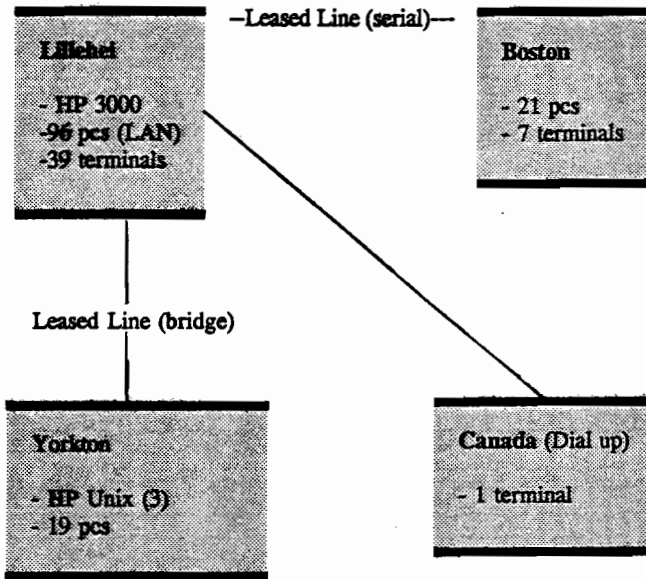 –Leased Line (serial)---
Lillehei
- HP 3000
-96 pcs (LAN)
-39 terminals
Boston
- 21 pcs
- 7 terminals
Leased Line (bridge)
Yorkton
- HP Unix (3)
- 19 pcs
Canada (Dial up)
- 1 terminal